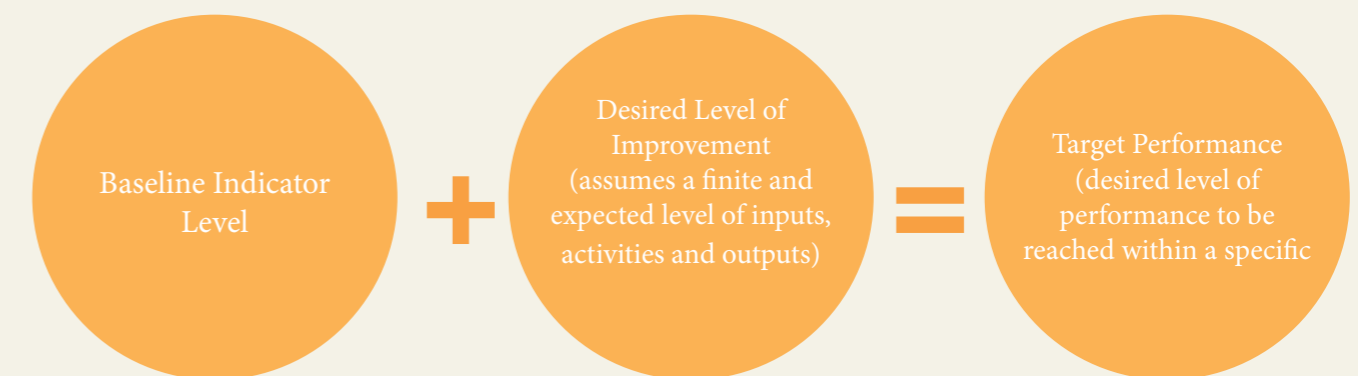 Baseline Indicator
Level
+
Desired Level of
Improvement
(assumes a finite and
expected level of inputs,
activities and outputs)
=
Target Performance
(desired level of
performance to be
reached within a specific